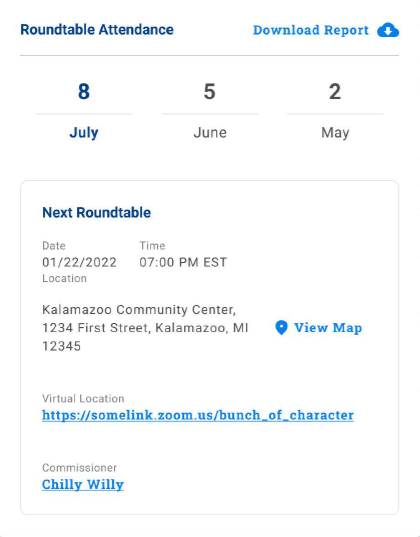 Roundtable Attendance Download Report
8 5 2
July June May
Next Roundtable
Date Time
01/22/2022 07:00 PM EST
Location
Kalamazoo Community Center,
1234 First Street, Kalamazoo, MI View Map
12345
Virtual Location
https://somelink.zoom.us/bunch_of_character
Commissioner
Chilly Willy